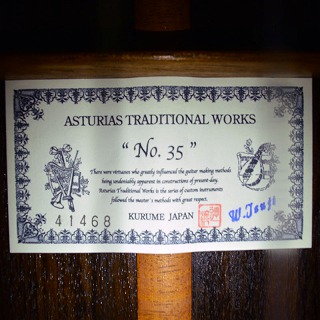 ASTURIAS TRADITIONAL WORKS
“ No. 35 ”
There were virtuosos who greatly influenced the guitar making methods
being undeniably apparent in constructions of present-day.
Asturias Traditional Works is the series of custom instruments
followed the master's methods with great respect.
41468
KURUME JAPAN
W. Tsuji